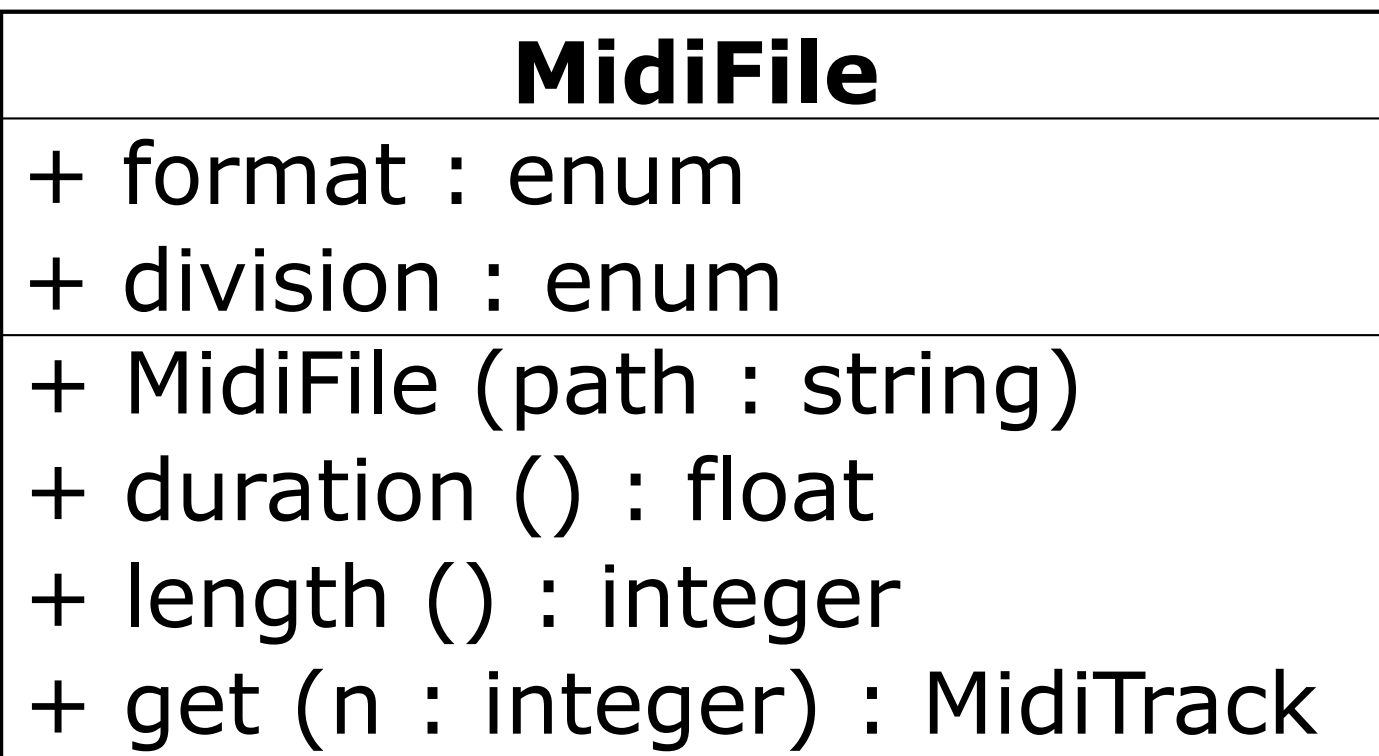 MidiFile
+ format : enum
+ division : enum
+ MidiFile (path : string)
+ duration () : float
+ length () : integer
+ get (n : integer) : MidiTrack